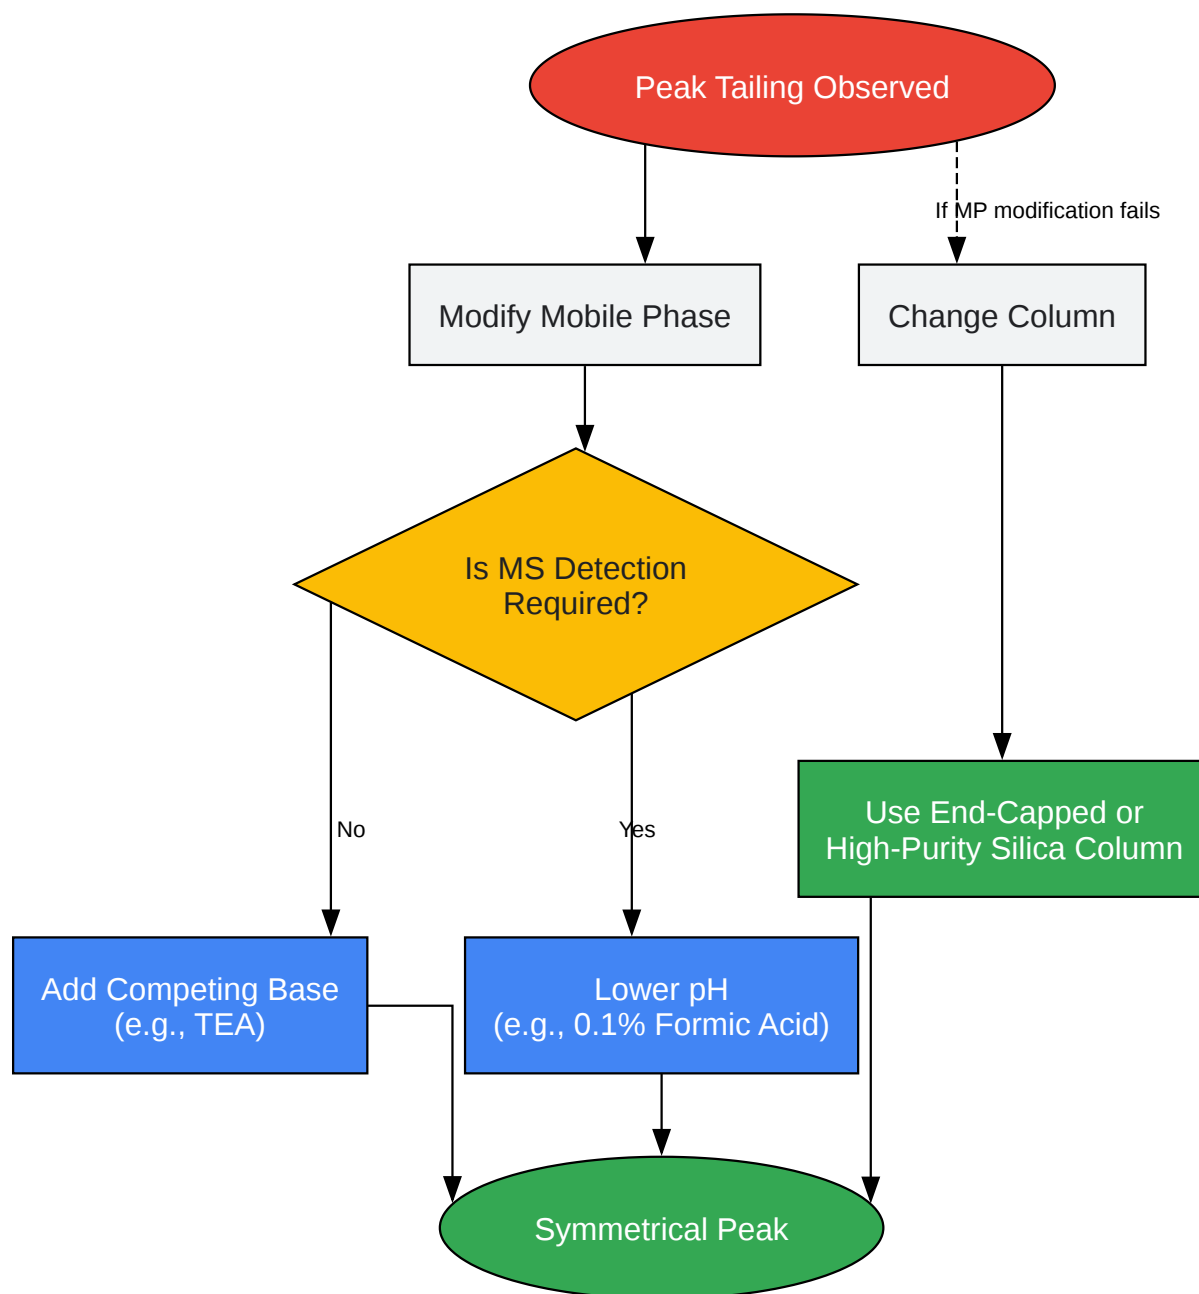 Peak Tailing Observed
If MP modification fails
Modify Mobile Phase
Change Column
Is MS Detection
Required?
No
Yes
Use End-Capped or
High-Purity Silica Column
Add Competing Base
(e.g., TEA)
Lower pH
(e.g., 0.1% Formic Acid)
Symmetrical Peak